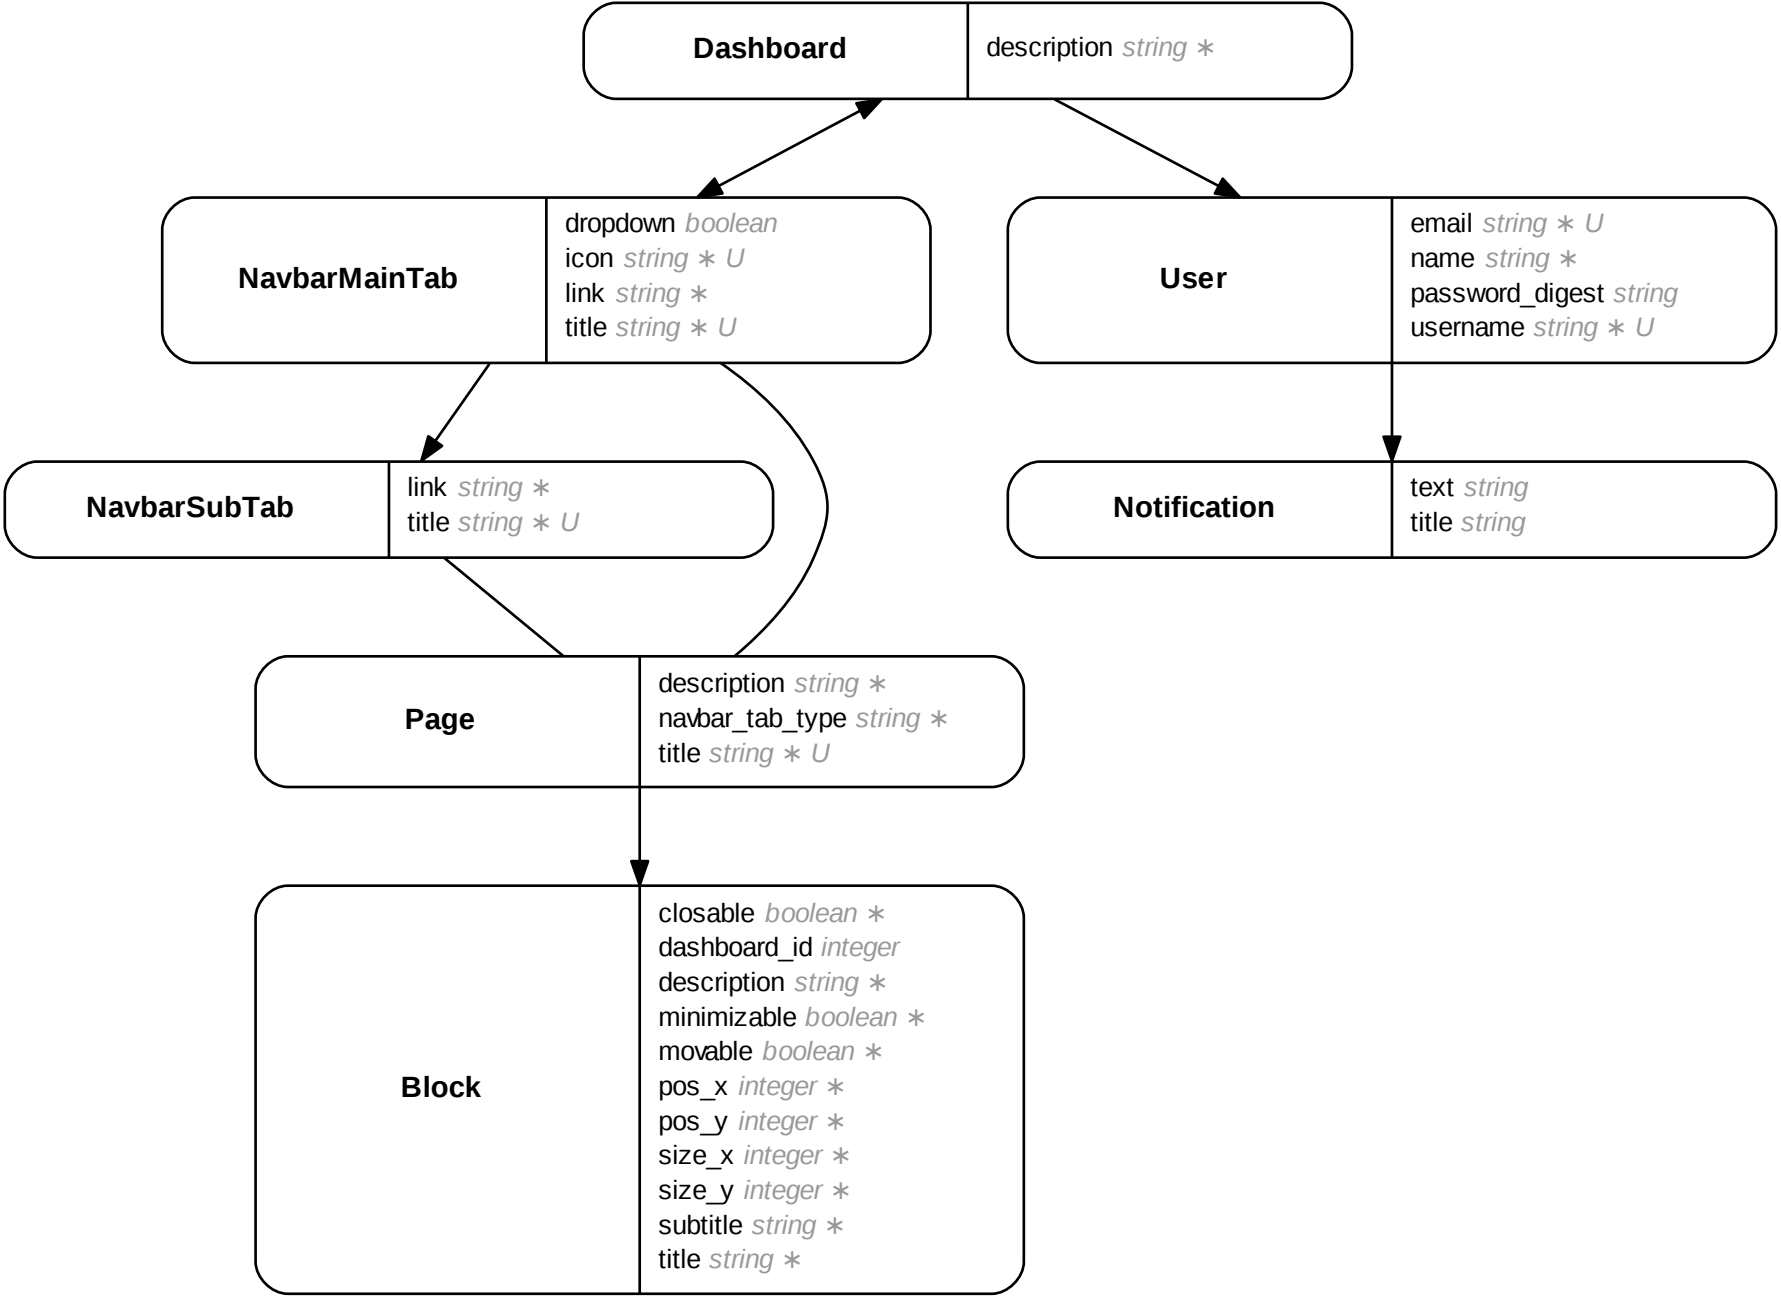 Dashboard
description string ∗
NavbarMainTab
dropdown boolean
icon string ∗ U
link string ∗
title string ∗ U
User
email string ∗ U
name string ∗
password_digest string
username string ∗ U
NavbarSubTab
link string ∗
title string ∗ U
Notification
text string
title string
Page
description string ∗
navbar_tab_type string ∗
title string ∗ U
Block
closable boolean ∗
dashboard_id integer
description string ∗
minimizable boolean ∗
movable boolean ∗
pos_x integer ∗
pos_y integer ∗
size_x integer ∗
size_y integer ∗
subtitle string ∗
title string ∗